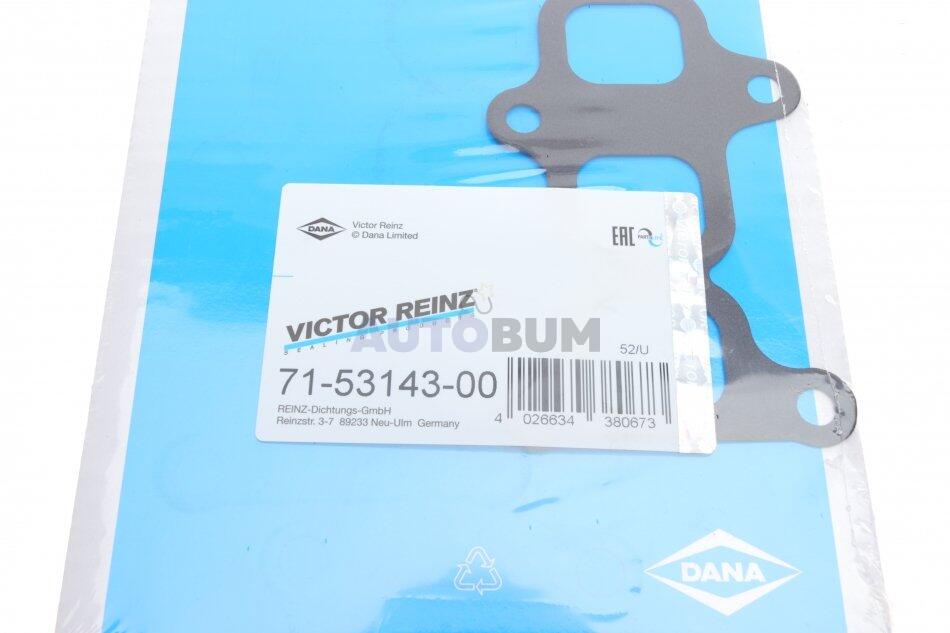 DANA
Victor Reinz
© Dana Limited
EAC
VICTOR REINZ
SEALING PRODUCTS
AUTOBUM
52/U
71-53143-00
REINZ-Dichtungs-GmbH
Reinzstr. 3-7 89233 Neu-Ulm Germany
4 026634 380673
DANA